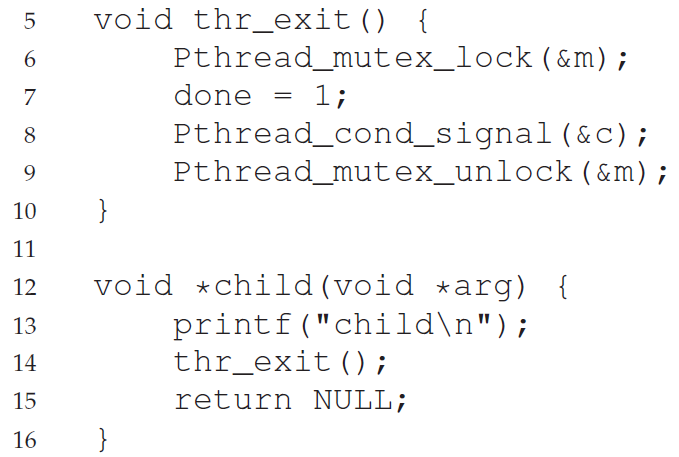 5 void thr_exit() {
6 Pthread_mutex_lock(&m);
7 done = 1;
8 Pthread_cond_signal(&c);
9 Pthread_mutex_unlock(&m);
10 }
11
12 void *child(void *arg) {
13 printf("child\n");
14 thr_exit();
15 return NULL;
16 }